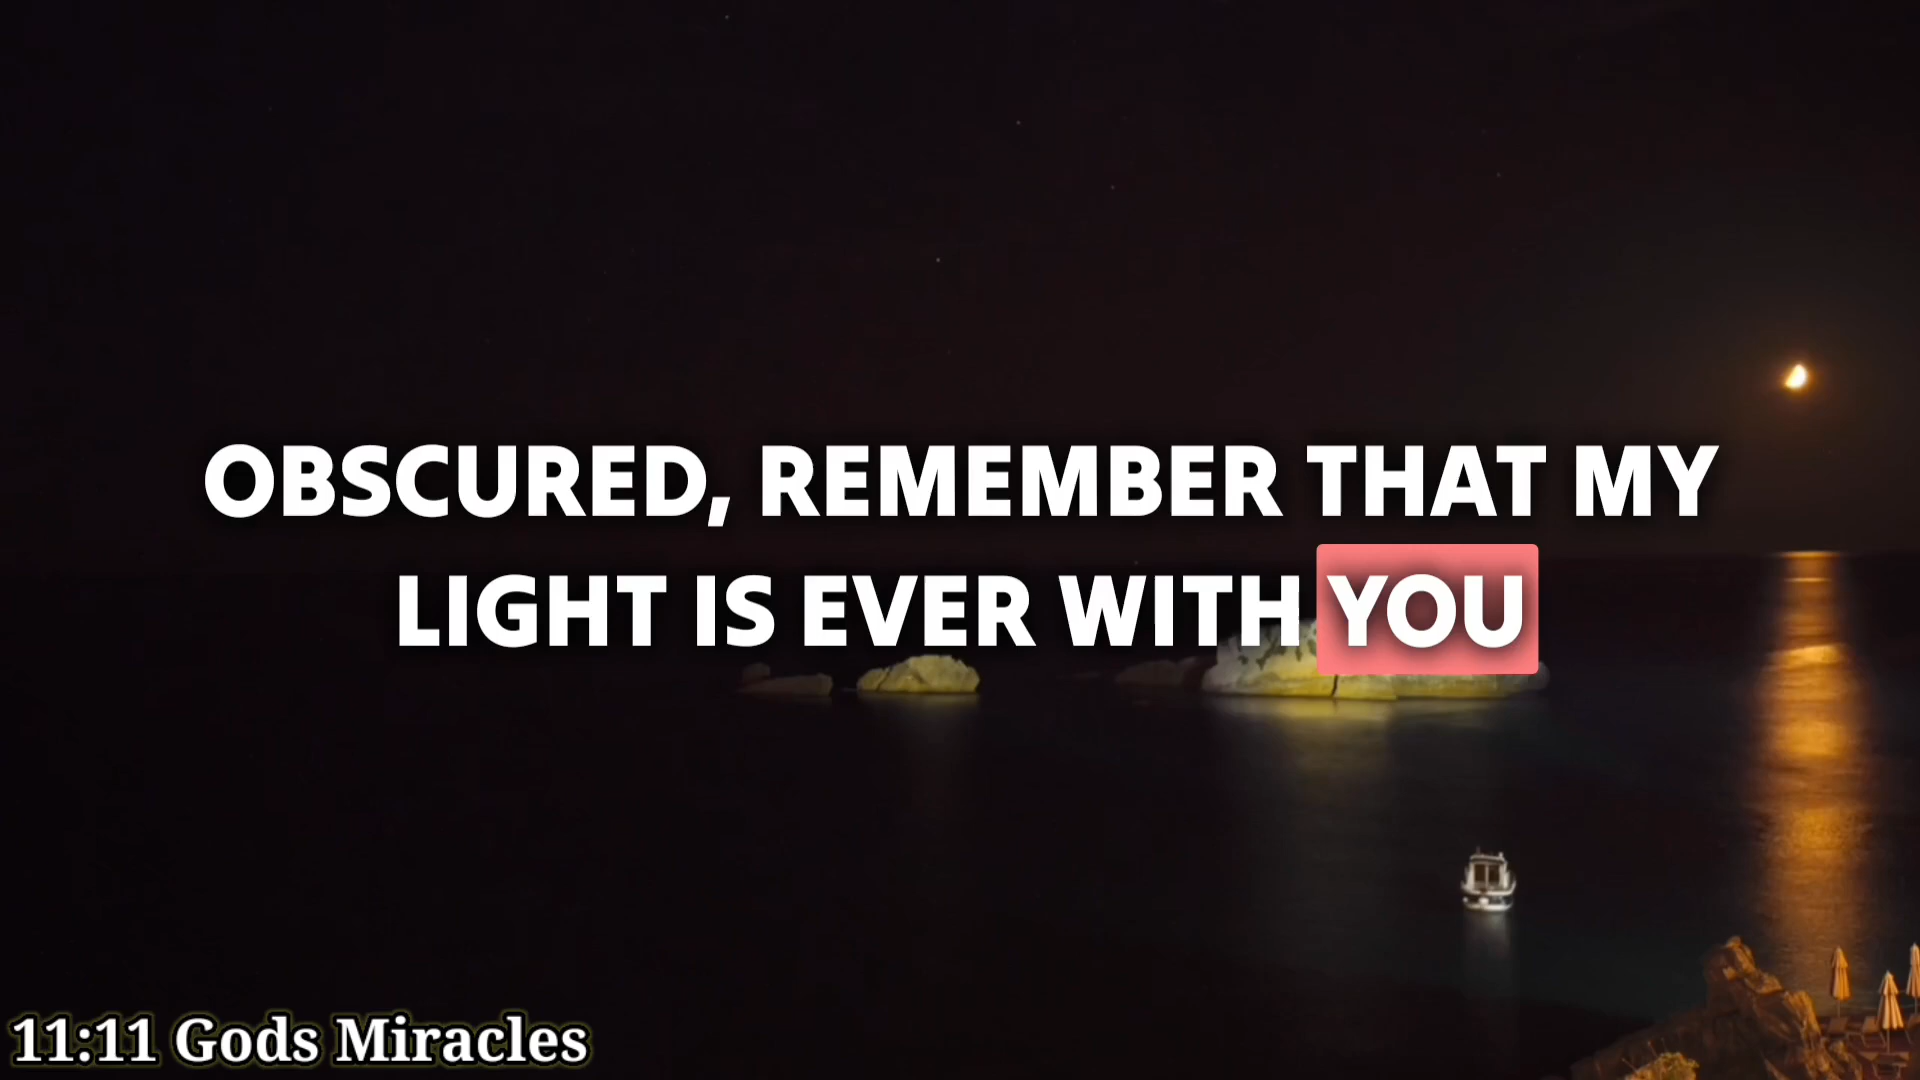 OBSCURED, REMEMBER THAT MY
LIGHT IS EVER WITH YOU
11:11 Gods Miracles